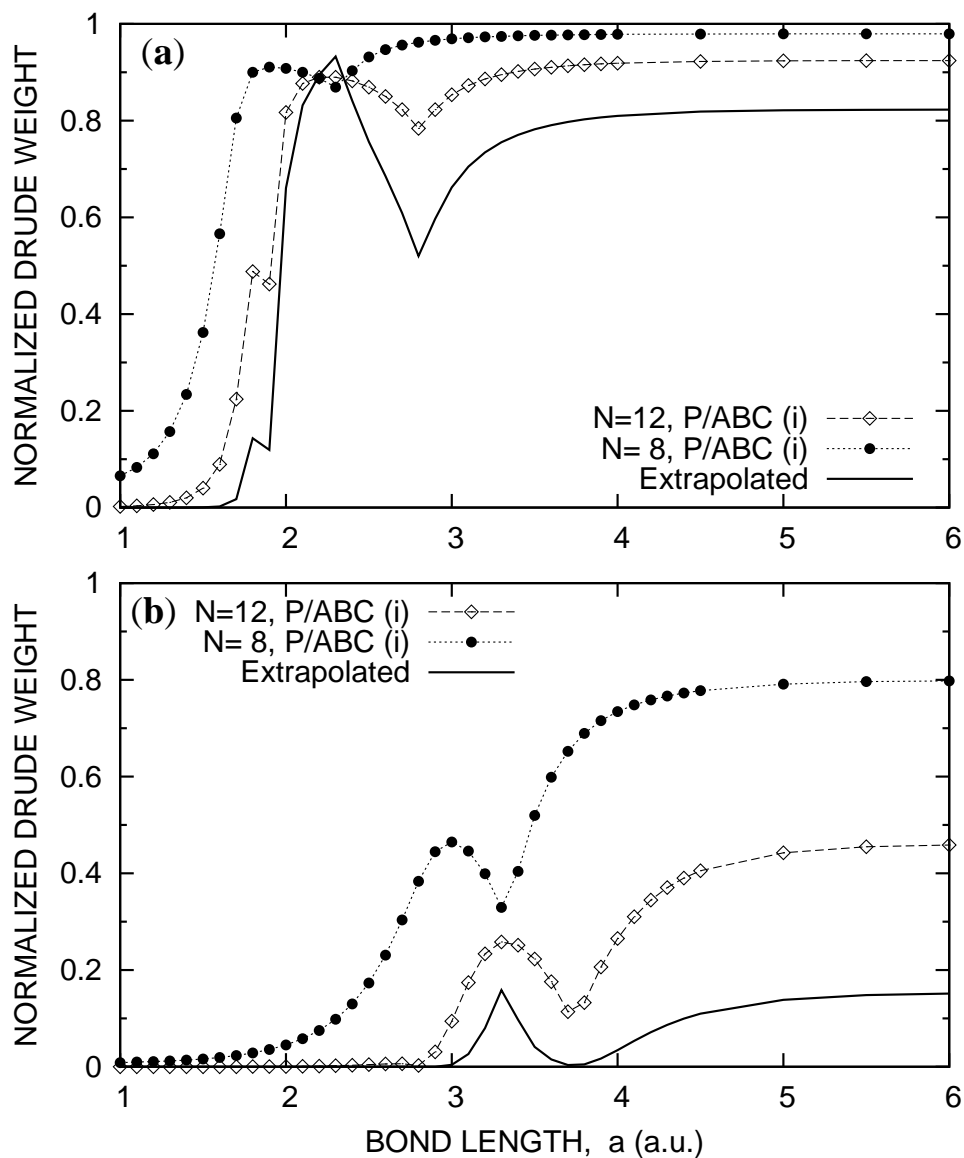 (a)
NORMALIZED DRUDE WEIGHT
1
0.8
0.6
0.4
0.2
0
N=12, P/ABC (i)
N= 8, P/ABC (i)
Extrapolated
1 2 3 4 5 6
(b)
NORMALIZED DRUDE WEIGHT
1
0.8
0.6
0.4
0.2
0
N=12, P/ABC (i)
N= 8, P/ABC (i)
Extrapolated
1 2 3 4 5 6
BOND LENGTH, a (a.u.)